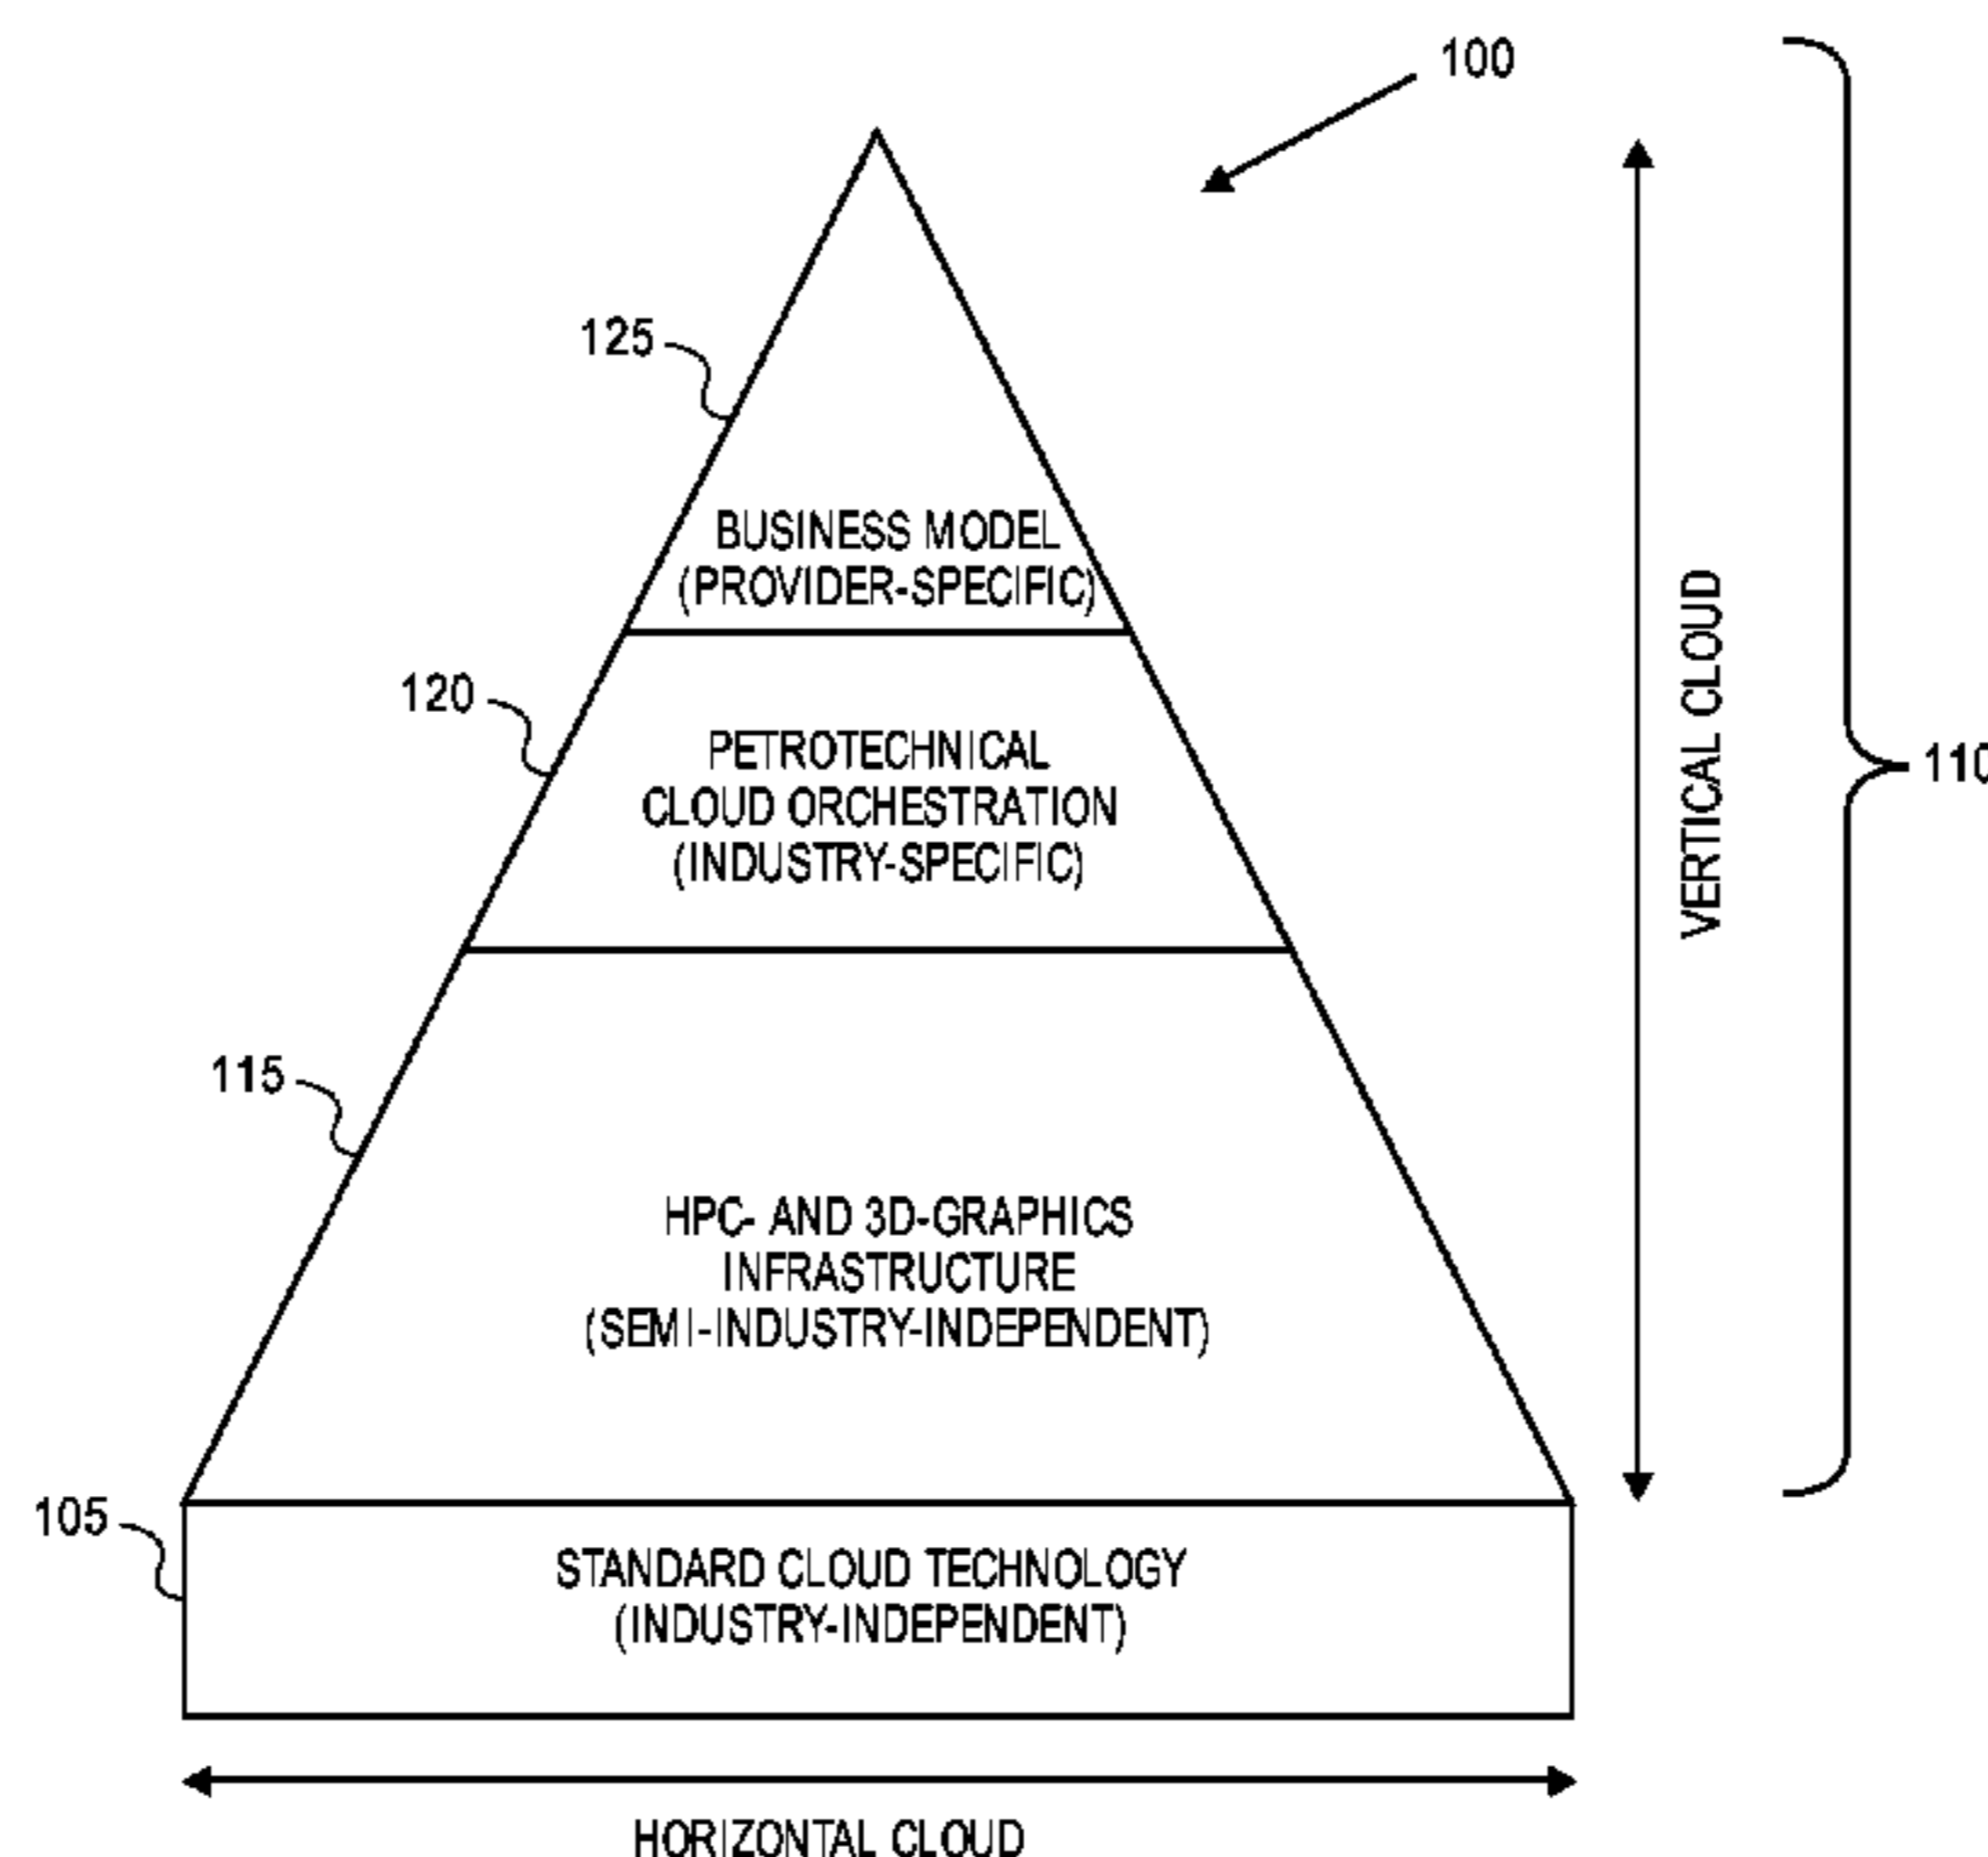 100
125
BUSINESS MODEL
(PROVIDER-SPECIFIC)
120
PETROTECHNICAL
CLOUD ORCHESTRATION
(INDUSTRY-SPECIFIC)
VERTICAL CLOUD
110
115
HPC- AND 3D-GRAPHICS
INFRASTRUCTURE
(SEMI-INDUSTRY-INDEPENDENT)
105
STANDARD CLOUD TECHNOLOGY
(INDUSTRY-INDEPENDENT)
HORIZONTAL CLOUD